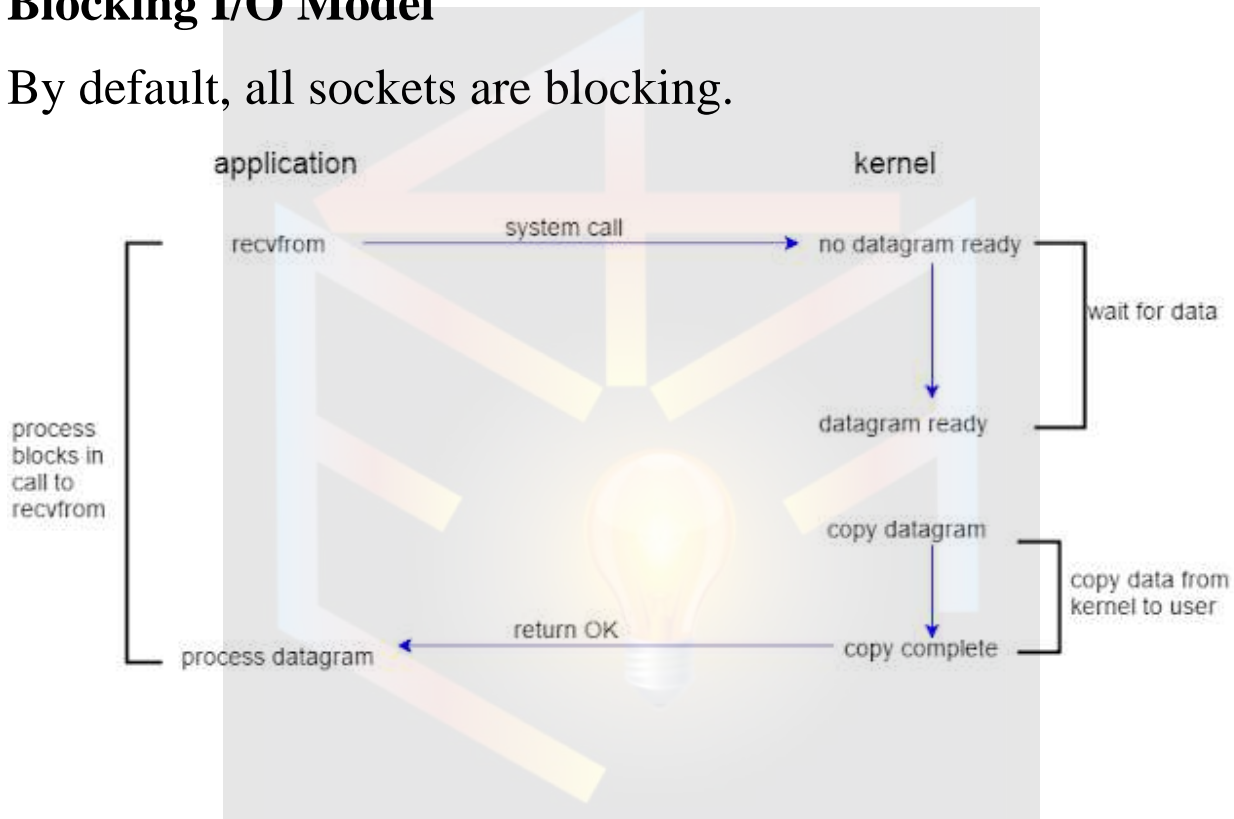 Blocking I/O Model
By default, all sockets are blocking.
application
kernel
recvfrom
system call
no datagram ready
wait for data
datagram ready
process
blocks in
call to
recvfrom
copy datagram
copy data from
kernel to user
return OK
copy complete
process datagram